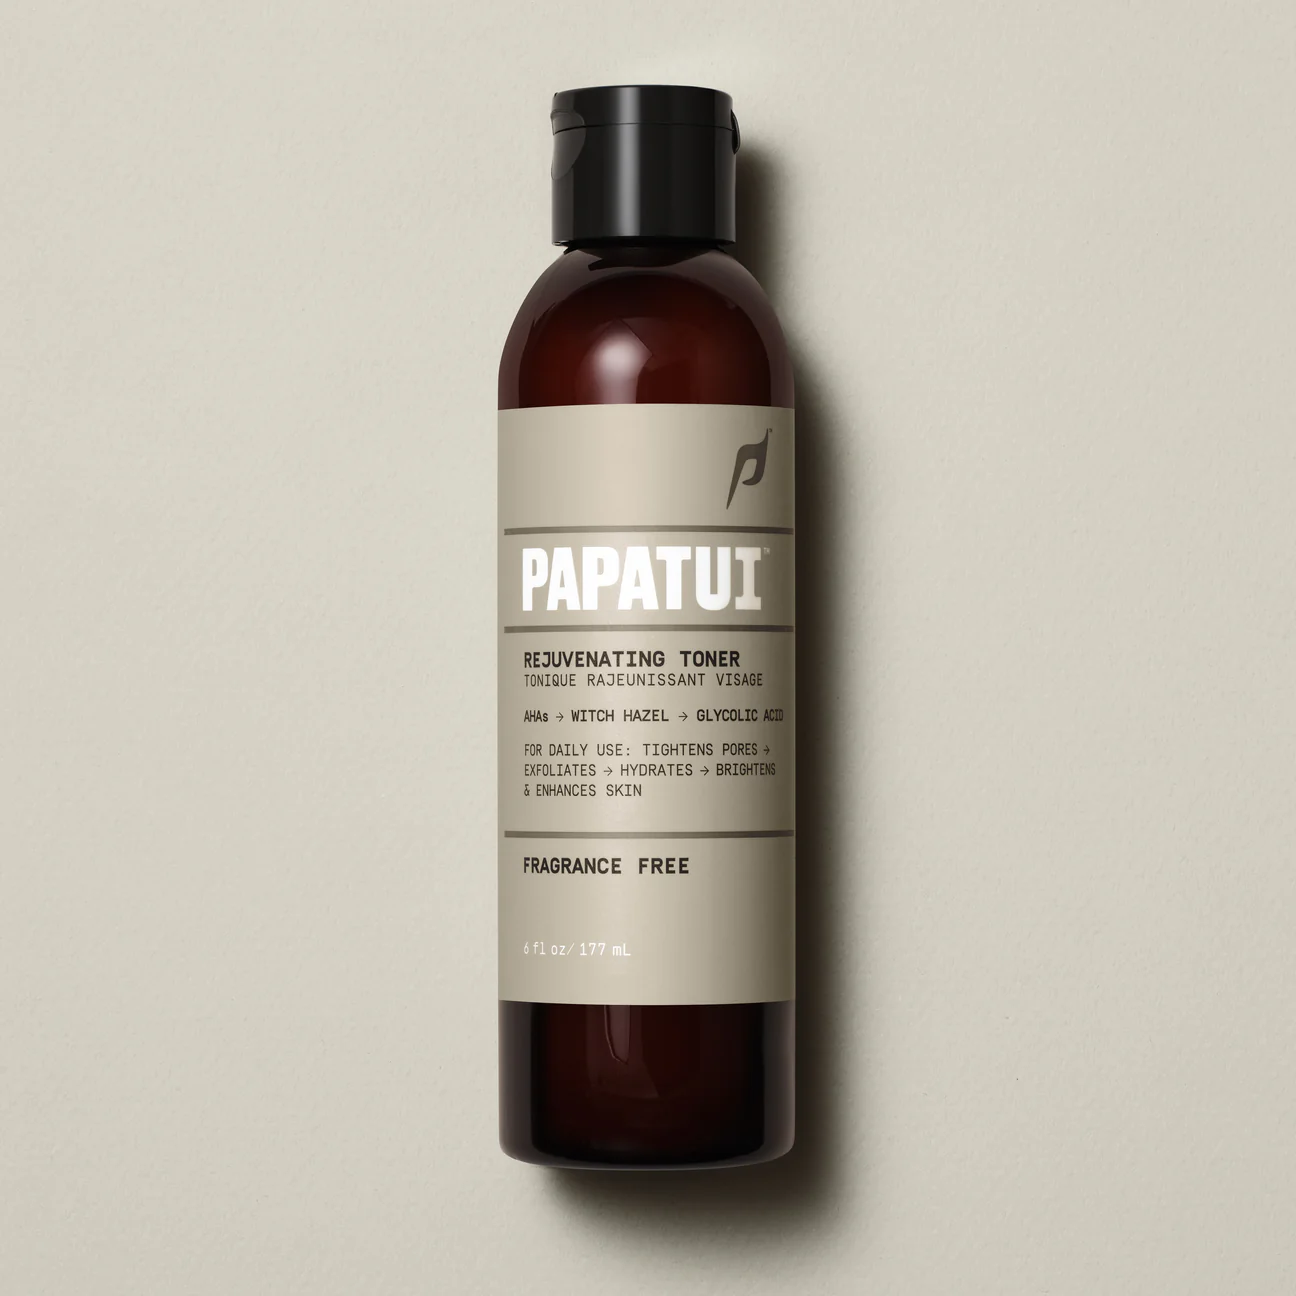 PAPATUI™
REJUVENATING TONER
TONIQUE RAJEUNISSANT VISAGE
AHAs → WITCH HAZEL → GLYCOLIC ACID
FOR DAILY USE: TIGHTENS PORES →
EXFOLIATES → HYDRATES → BRIGHTENS
& ENHANCES SKIN
FRAGRANCE FREE
6 fl oz/ 177 mL